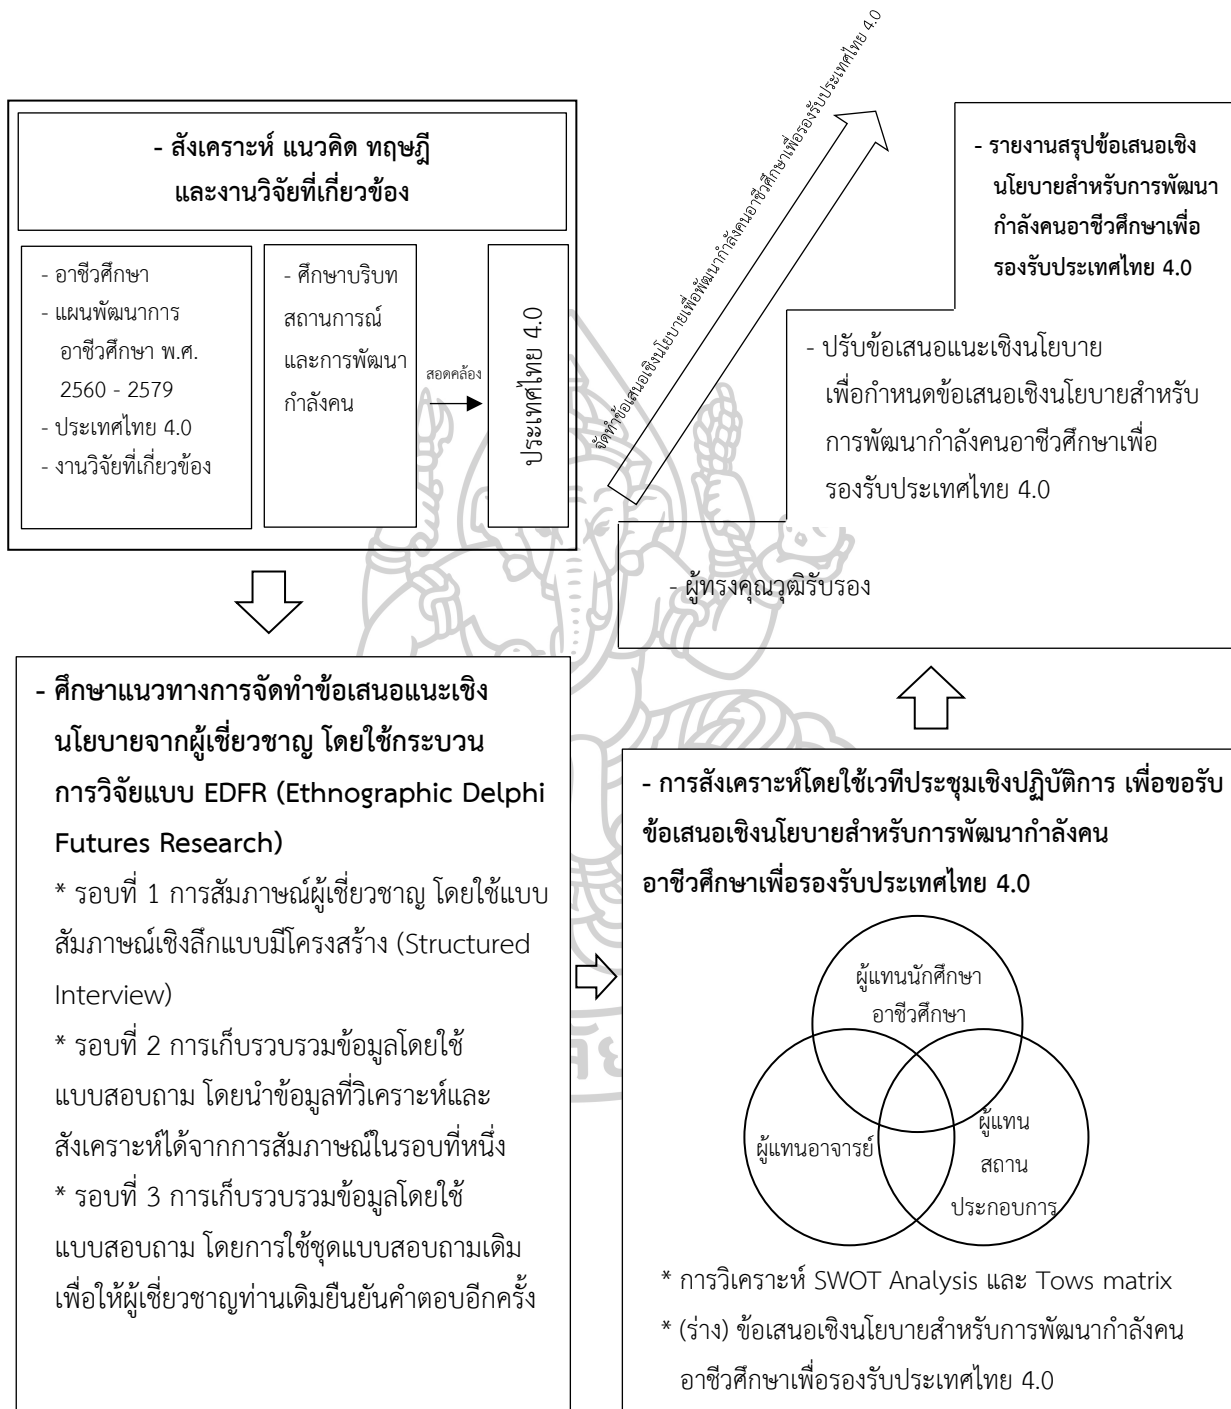 - สังเคราะห์ แนวคิด ทฤษฎี
และงานวิจัยที่เกี่ยวข้อง
- อาชีวศึกษา
- แผนพัฒนาการ
อาชีวศึกษา พ.ศ.
2560 - 2579
- ประเทศไทย 4.0
- งานวิจัยที่เกี่ยวข้อง
- ศึกษาบริบท
สถานการณ์
และการพัฒนา
กำลังคน
สอดคล้อง
ประเทศไทย 4.0
- ศึกษาแนวทางการจัดทำข้อเสนอแนะเชิง
นโยบายจากผู้เชี่ยวชาญ โดยใช้กระบวน
การวิจัยแบบ EDFR (Ethnographic Delphi
Futures Research)
* รอบที่ 1 การสัมภาษณ์ผู้เชี่ยวชาญ โดยใช้แบบ
สัมภาษณ์เชิงลึกแบบมีโครงสร้าง (Structured
Interview)
* รอบที่ 2 การเก็บรวบรวมข้อมูลโดยใช้
แบบสอบถาม โดยนำข้อมูลที่วิเคราะห์และ
สังเคราะห์ได้จากการสัมภาษณ์ในรอบที่หนึ่ง
* รอบที่ 3 การเก็บรวบรวมข้อมูลโดยใช้
แบบสอบถาม โดยการใช้ชุดแบบสอบถามเดิม
เพื่อให้ผู้เชี่ยวชาญท่านเดิมยืนยันคำตอบอีกครั้ง
- การสังเคราะห์โดยใช้เวทีประชุมเชิงปฏิบัติการ เพื่อขอรับ
ข้อเสนอเชิงนโยบายสำหรับการพัฒนากำลังคน
อาชีวศึกษาเพื่อรองรับประเทศไทย 4.0
ผู้แทนนักศึกษา
อาชีวศึกษา
ผู้แทนอาจารย์
ผู้แทน
สถาน
ประกอบการ
* การวิเคราะห์ SWOT Analysis และ Tows matrix
* (ร่าง) ข้อเสนอเชิงนโยบายสำหรับการพัฒนากำลังคน
อาชีวศึกษาเพื่อรองรับประเทศไทย 4.0
- ผู้ทรงคุณวุฒิรับรอง
- ปรับข้อเสนอแนะเชิงนโยบาย
เพื่อกำหนดข้อเสนอเชิงนโยบายสำหรับ
การพัฒนากำลังคนอาชีวศึกษาเพื่อ
รองรับประเทศไทย 4.0
- รายงานสรุปข้อเสนอเชิง
นโยบายสำหรับการพัฒนา
กำลังคนอาชีวศึกษาเพื่อ
รองรับประเทศไทย 4.0
จัดทำข้อเสนอเชิงนโยบายเพื่อพัฒนากำลังคนอาชีวศึกษาเพื่อรองรับประเทศไทย 4.0